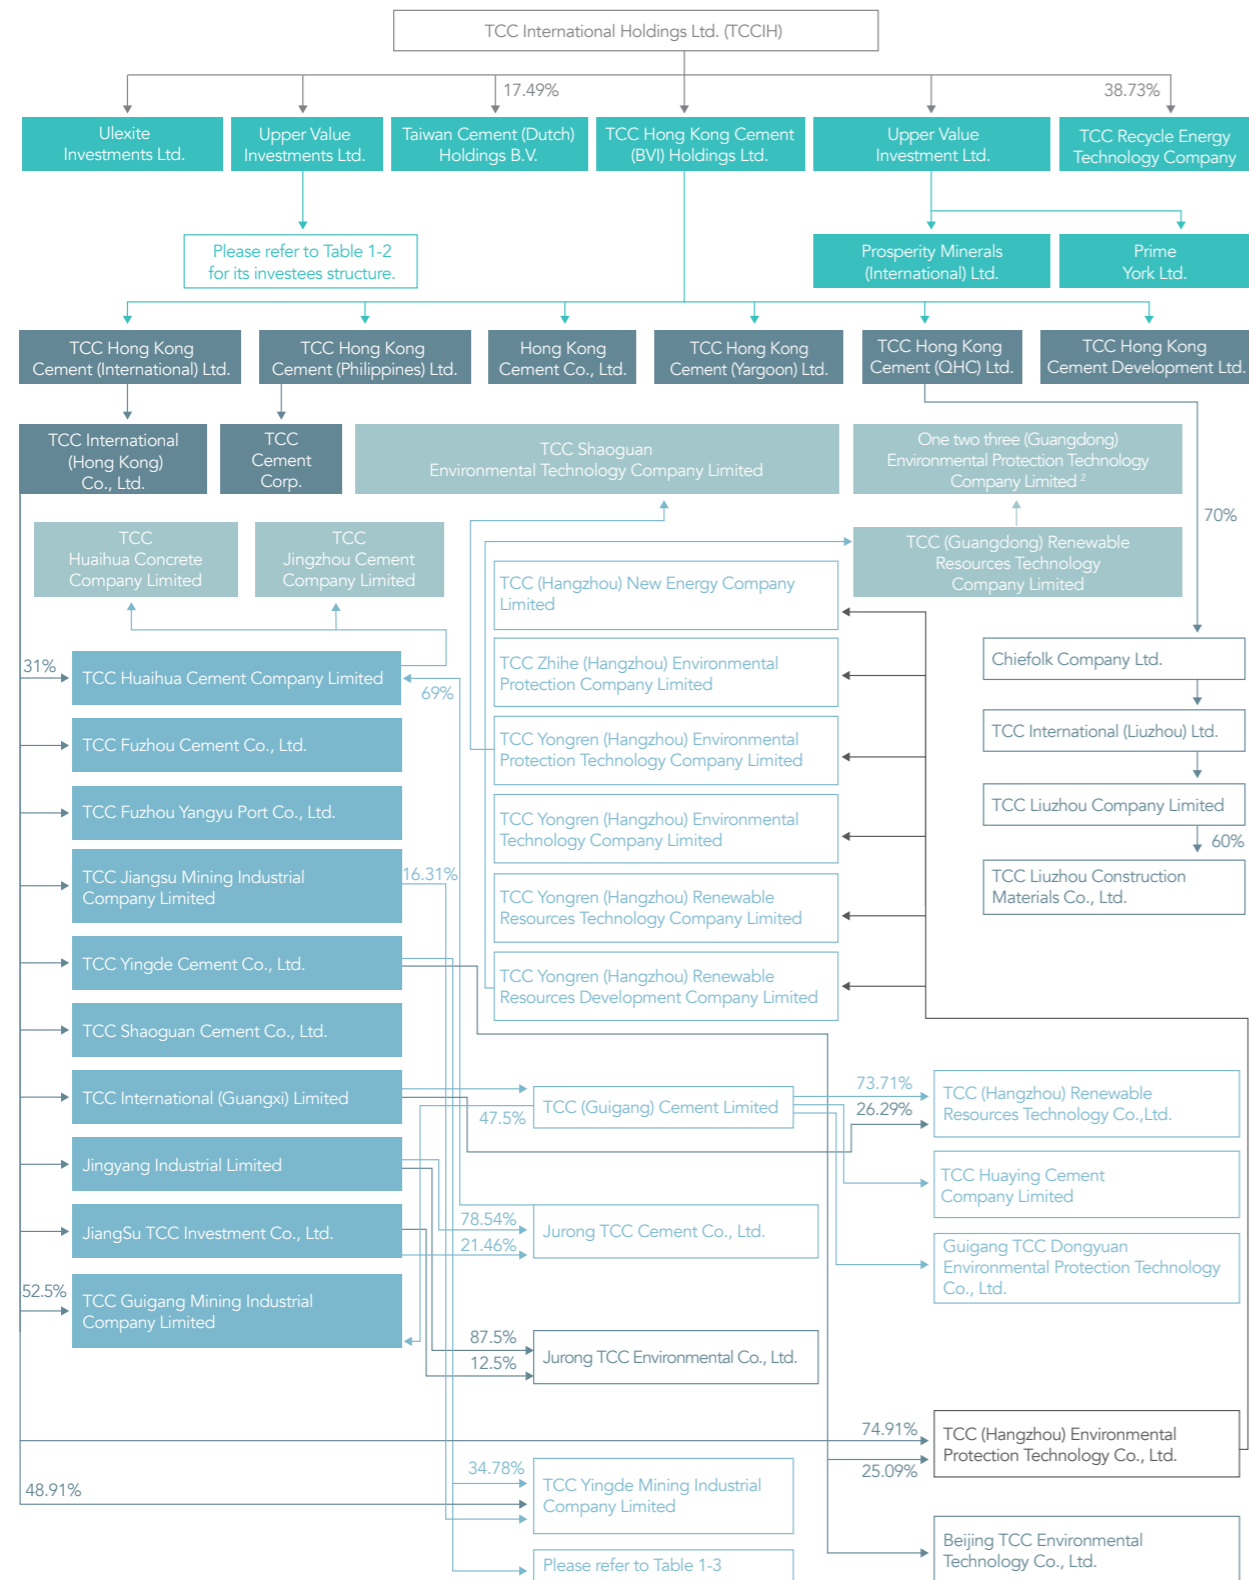 TCC International Holdings Ltd. (TCCIH)
17.49%
38.73%
Ulexite
Investments Ltd.
Upper Value
Investments Ltd.
Taiwan Cement (Dutch)
Holdings B.V.
TCC Hong Kong Cement
(BVI) Holdings Ltd.
Upper Value
Investment Ltd.
TCC Recycle Energy
Technology Company
Please refer to Table 1-2
for its investees structure.
Prosperity Minerals
(International) Ltd.
Prime
York Ltd.
TCC Hong Kong
Cement (International) Ltd.
TCC Hong Kong
Cement (Philippines) Ltd.
Hong Kong
Cement Co., Ltd.
TCC Hong Kong
Cement (Yargoon) Ltd.
TCC Hong Kong
Cement (QHC) Ltd.
TCC Hong Kong
Cement Development Ltd.
TCC International
(Hong Kong)
Co., Ltd.
TCC
Cement
Corp.
TCC Shaoguan
Environmental Technology Company Limited
One two three (Guangdong)
Environmental Protection Technology
Company Limited 2
70%
TCC
Huaihua Concrete
Company Limited
TCC
Jingzhou Cement
Company Limited
TCC (Guangdong) Renewable
Resources Technology
Company Limited
TCC (Hangzhou) New Energy Company
Limited
31%
TCC Huaihua Cement Company Limited
69%
TCC Zhihe (Hangzhou) Environmental
Protection Company Limited
Chiefolk Company Ltd.
TCC Fuzhou Cement Co., Ltd.
TCC Yongren (Hangzhou) Environmental
Protection Technology Company Limited
TCC International (Liuzhou) Ltd.
TCC Fuzhou Yangyu Port Co., Ltd.
TCC Yongren (Hangzhou) Environmental
Technology Company Limited
TCC Liuzhou Company Limited
60%
TCC Jiangsu Mining Industrial
Company Limited
16.31%
TCC Yongren (Hangzhou) Renewable
Resources Technology Company Limited
TCC Liuzhou Construction
Materials Co., Ltd.
TCC Yingde Cement Co., Ltd.
TCC Yongren (Hangzhou) Renewable
Resources Development Company Limited
TCC Shaoguan Cement Co., Ltd.
TCC International (Guangxi) Limited
47.5%
TCC (Guigang) Cement Limited
73.71%
26.29%
TCC (Hangzhou) Renewable
Resources Technology Co.,Ltd.
Jingyang Industrial Limited
TCC Huaying Cement
Company Limited
JiangSu TCC Investment Co., Ltd.
78.54%
21.46%
Jurong TCC Cement Co., Ltd.
Guigang TCC Dongyuan
Environmental Protection Technology
Co., Ltd.
52.5%
TCC Guigang Mining Industrial
Company Limited
87.5%
12.5%
Jurong TCC Environmental Co., Ltd.
74.91%
25.09%
TCC (Hangzhou) Environmental
Protection Technology Co., Ltd.
48.91%
34.78%
TCC Yingde Mining Industrial
Company Limited
Beijing TCC Environmental
Technology Co., Ltd.
Please refer to Table 1-3